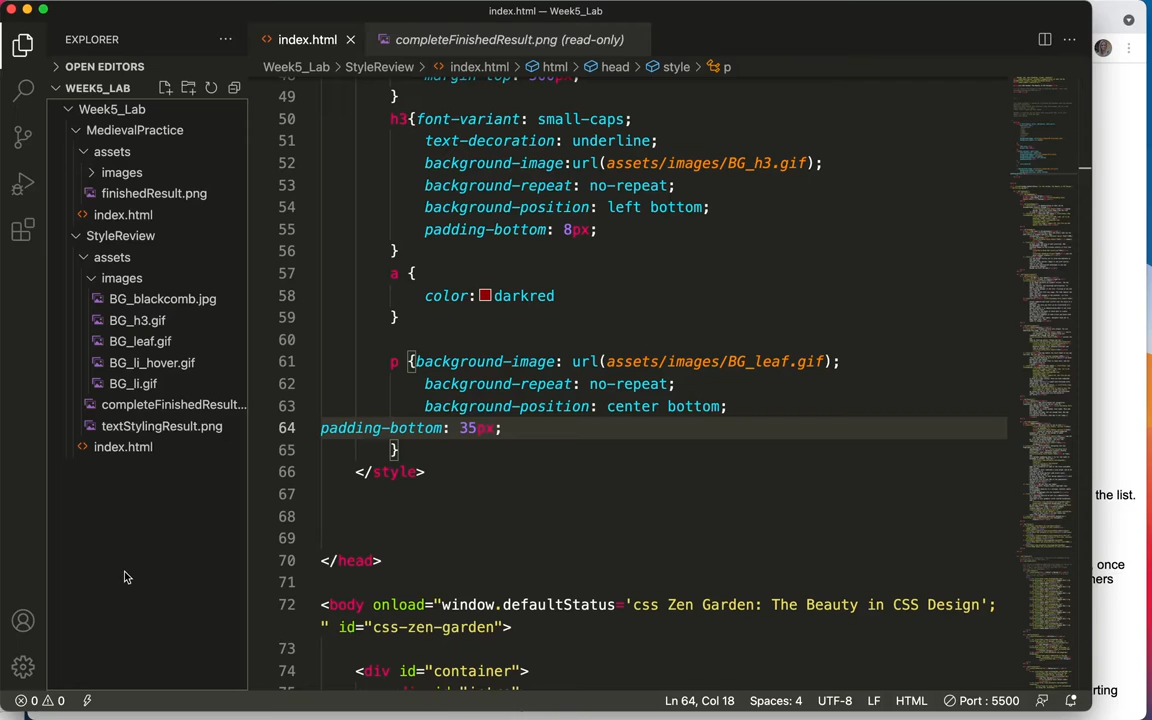 index.html — Week5_Lab
EXPLORER
index.html
completeFinishedResult.png (read-only)
OPEN EDITORS
Week5_Lab > StyleReview > index.html > html > head > style > p
WEEK5_LAB
Week5_Lab
MedievalPractice
assets
images
finishedResult.png
index.html
StyleReview
assets
images
BG_blackcomb.jpg
BG_h3.gif
BG_leaf.gif
BG_li_hover.gif
BG_li.gif
completeFinishedResult...
textStylingResult.png
index.html
49 }
50 h3{font-variant: small-caps;
51 text-decoration: underline;
52 background-image:url(assets/images/BG_h3.gif);
53 background-repeat: no-repeat;
54 background-position: left bottom;
55 padding-bottom: 8px;
56 }
57 a {
58 color: darkred
59 }
60
61 p {background-image: url(assets/images/BG_leaf.gif);
62 background-repeat: no-repeat;
63 background-position: center bottom;
64 padding-bottom: 35px;
65 }
66 </style>
67
68
69
70 </head>
71
72 <body onload="window.defaultStatus='css Zen Garden: The Beauty in CSS Design';
" id="css-zen-garden">
73
74 <div id="container">
the list.
, once
rting
0 0
Ln 64, Col 18
Spaces: 4
UTF-8
LF
HTML
Port : 5500